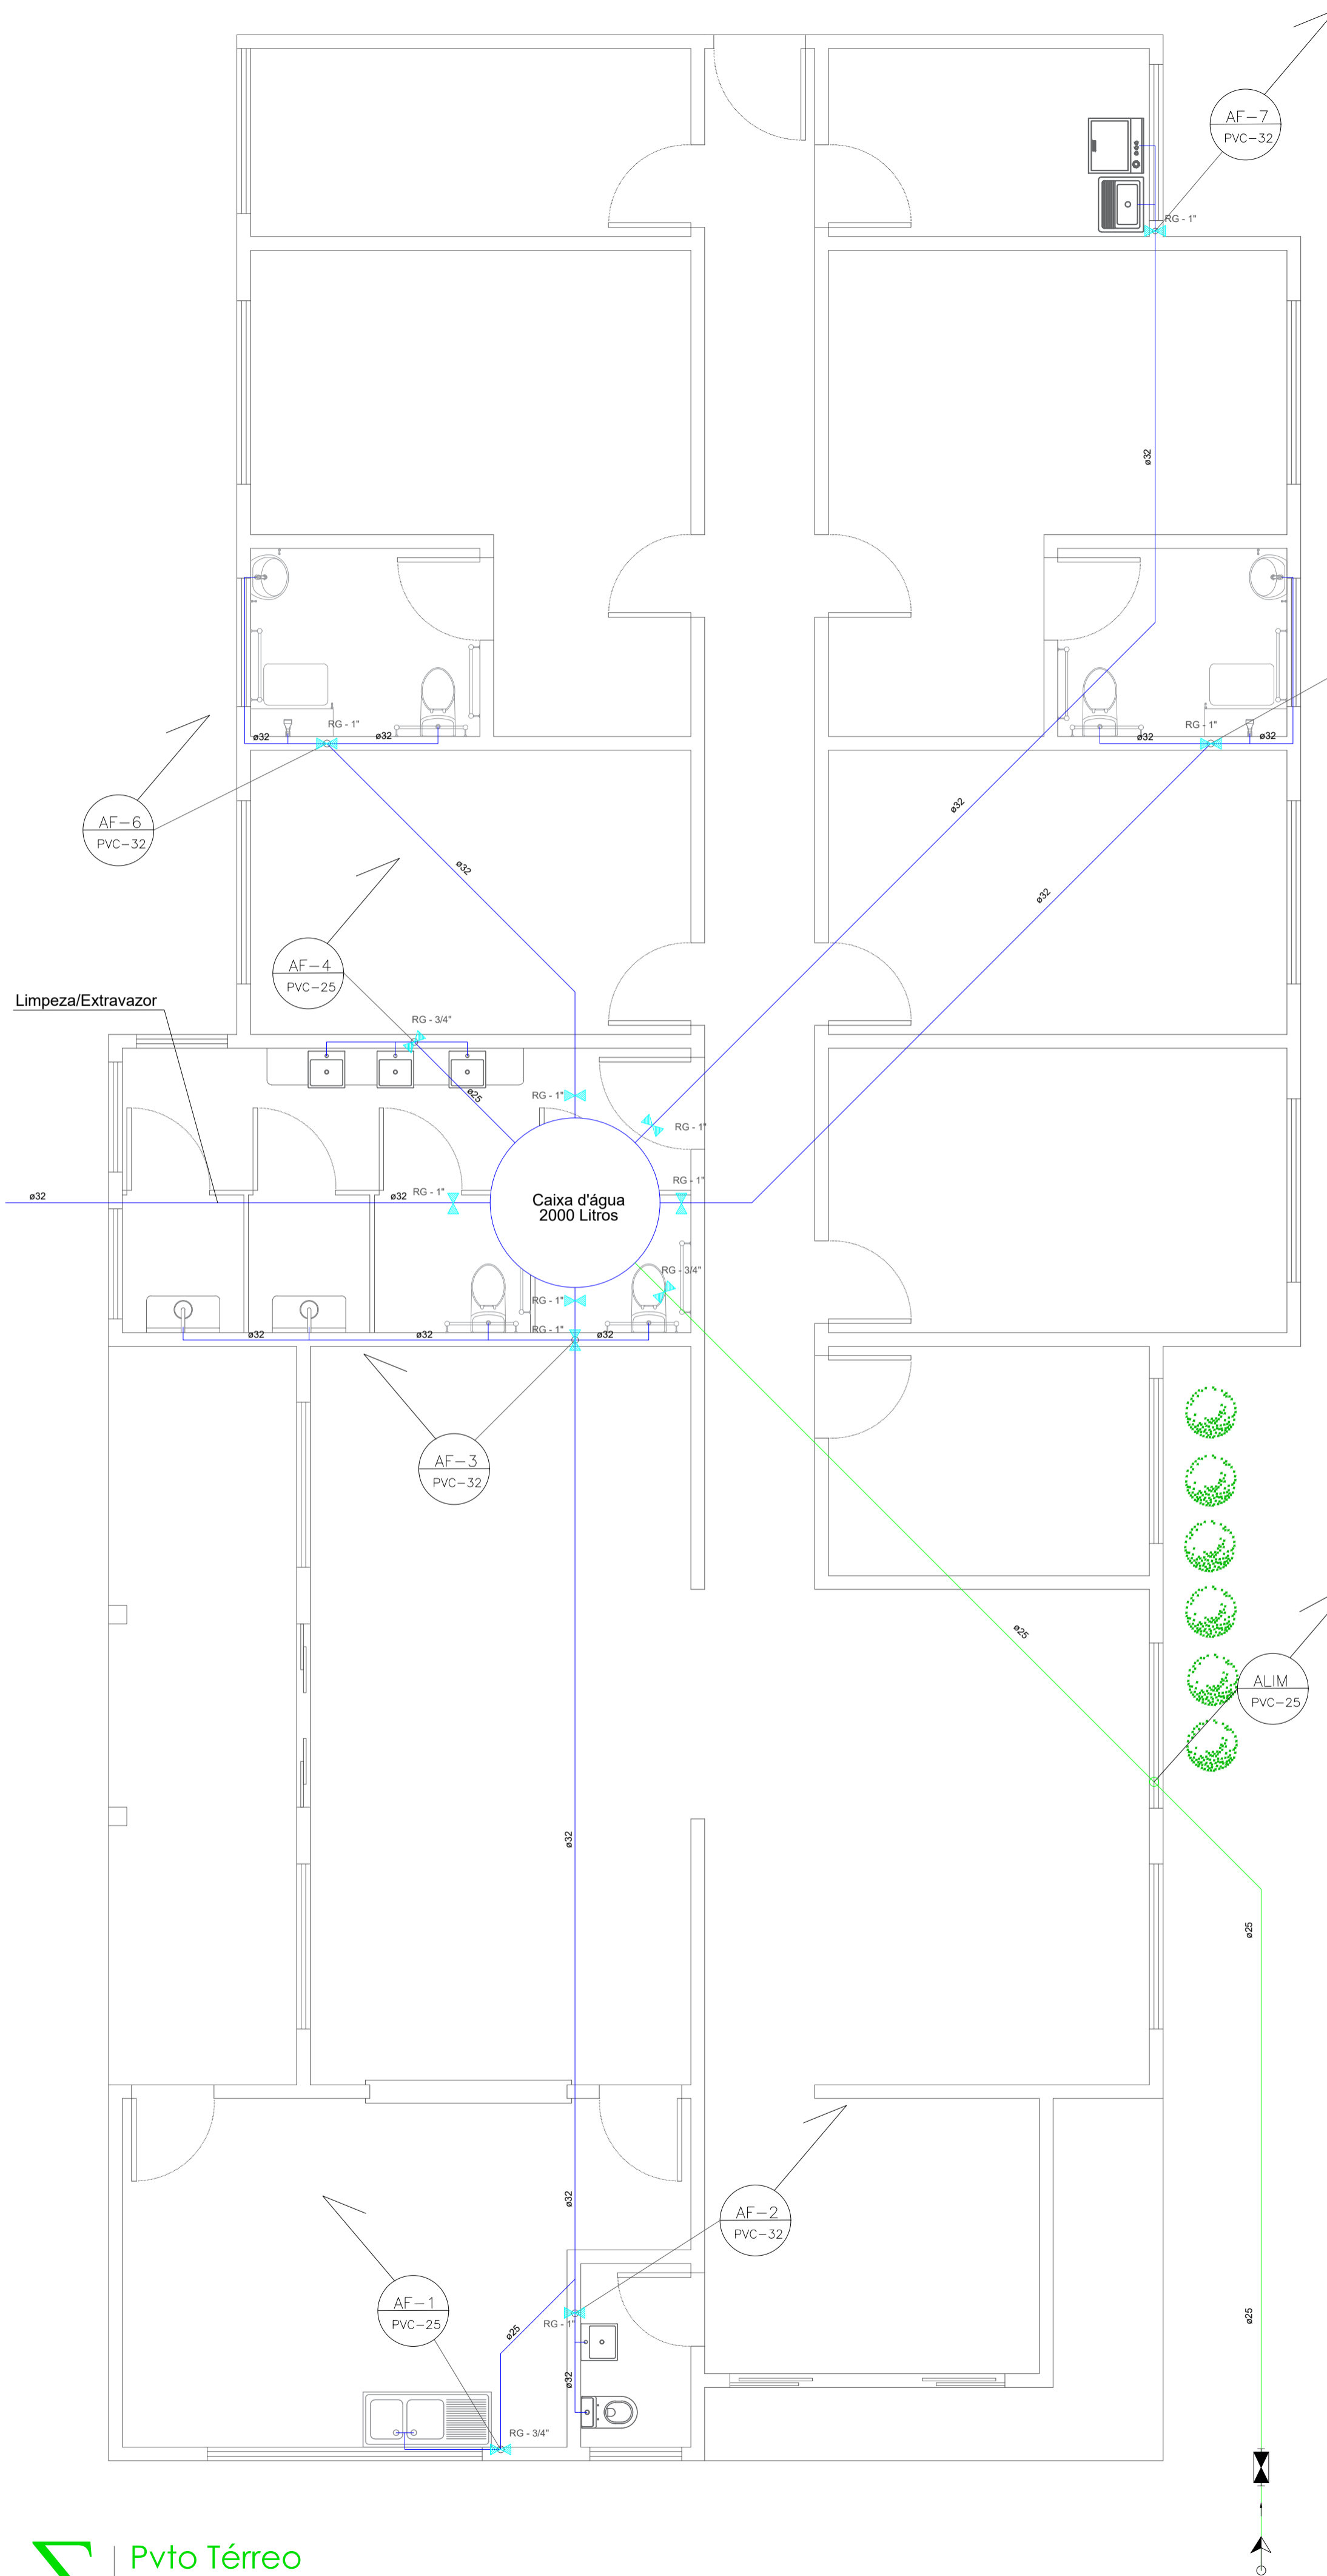 AF-7
PVC-32
RG - 1"
ø32
RG - 1"
ø32
ø32
RG - 1"
ø32
ø32
AF-6
PVC-32
ø32
ø32
ø32
AF-4
PVC-25
Limpeza/Extravazor
RG - 3/4"
ø25
RG - 1"
RG - 1"
ø32
ø32
RG - 1"
RG - 1"
Caixa d'água
2000 Litros
RG - 3/4"
RG - 1"
RG - 1"
ø32
ø32
ø32
AF-3
PVC-32
ø25
ALIM
PVC-25
ø32
ø25
ø32
AF-2
PVC-32
AF-1
PVC-25
RG - 1"
ø25
ø25
ø32
RG - 3/4"
Pvto Térreo